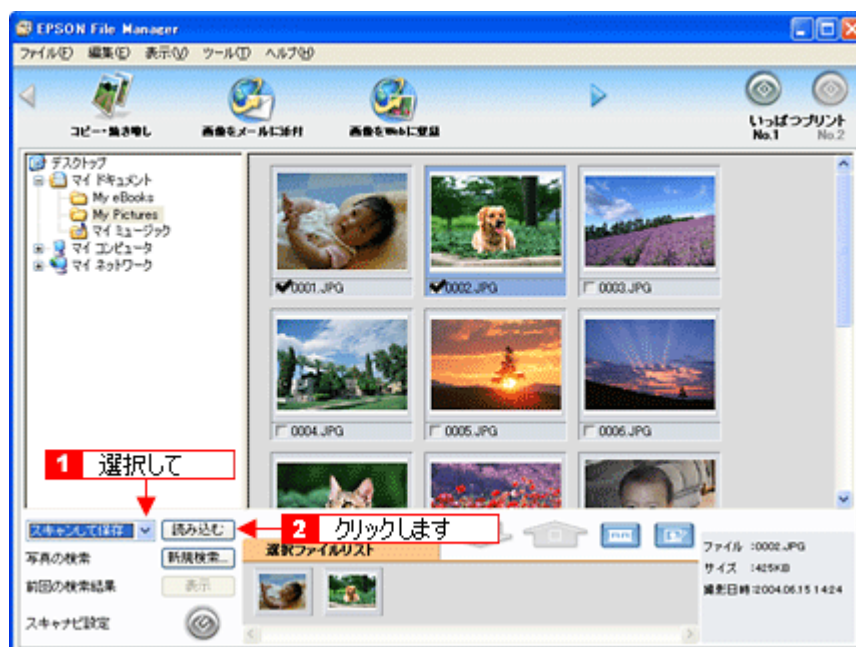 EPSON File Manager
ファイル(F) 編集(E) 表示(V) ツール(T) ヘルプ(H)
コピー・焼き増し
画像をメールに添付
画像をWebに登録
いっぱつプリント
No.1 No.2
デスクトップ
マイ ドキュメント
My eBooks
My Pictures
マイ ミュージック
マイ コンピュータ
マイ ネットワーク
0001.JPG 0002.JPG 0003.JPG
0004.JPG 0005.JPG 0006.JPG
1 選択して
スキャンして保存 読み込む
2 クリックします
写真の検索 新規検索...
前回の検索結果 表示
スキャナビ設定
選択ファイルリスト
ファイル :0002.JPG
サイズ :425KB
撮影日時:2004.06.15 14:24